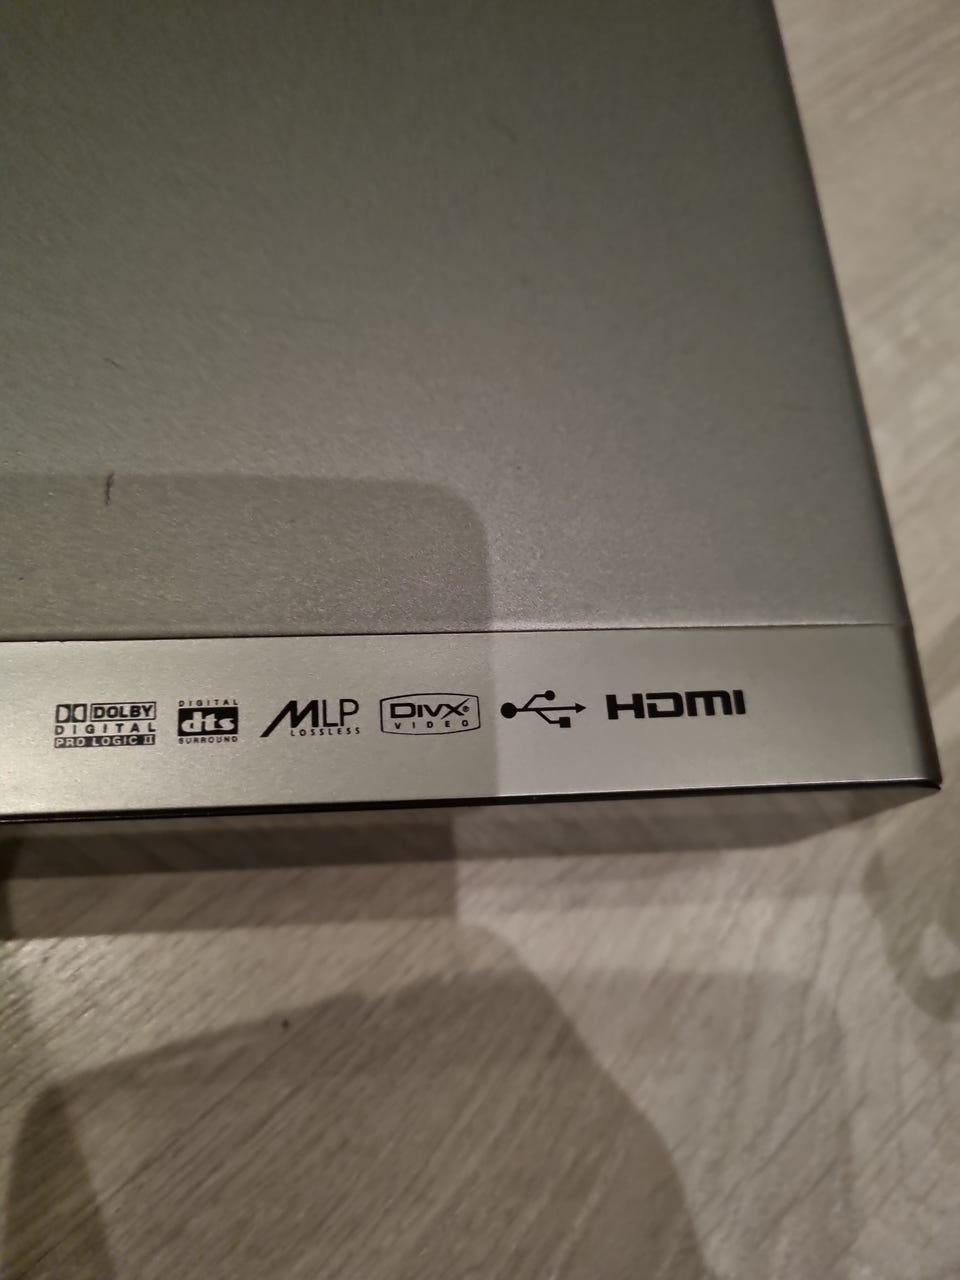 DOLBY
DIGITAL
PRO LOGIC II
DIGITAL
dts
SURROUND
MLP
LOSSLESS
DIVX®
VIDEO
HDMI